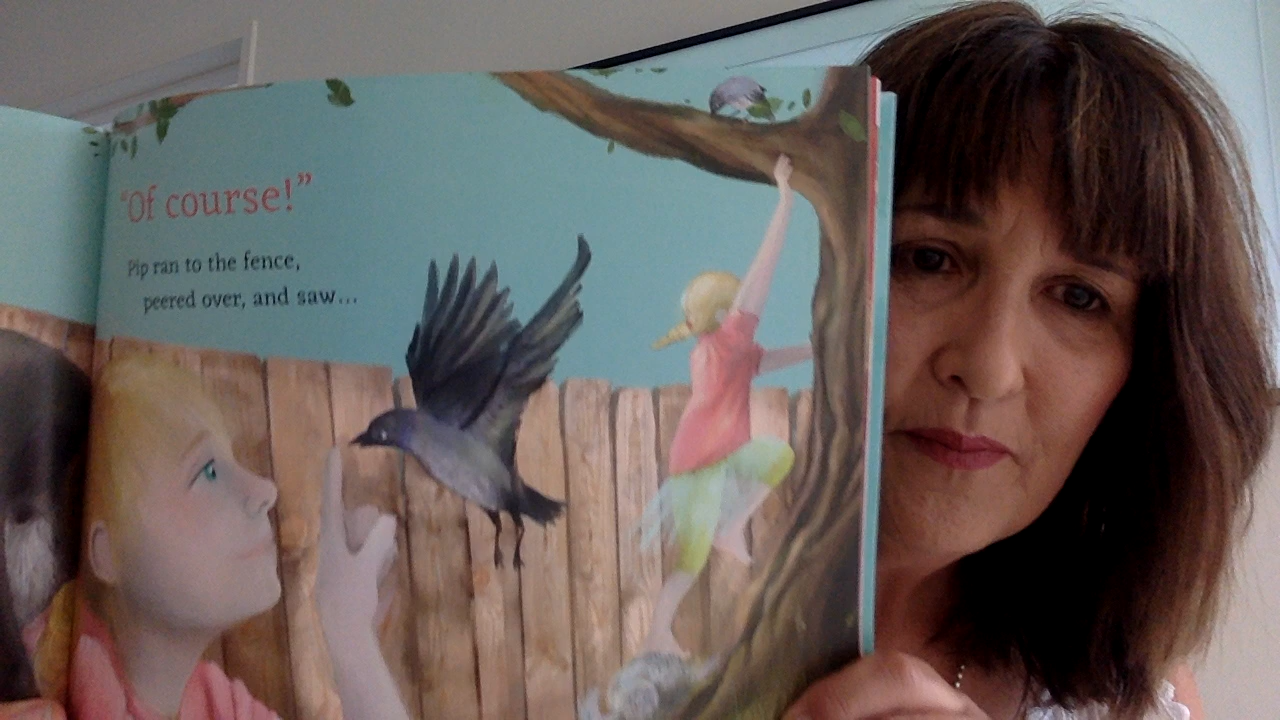 “Of course!”
Pip ran to the fence,
peered over, and saw...